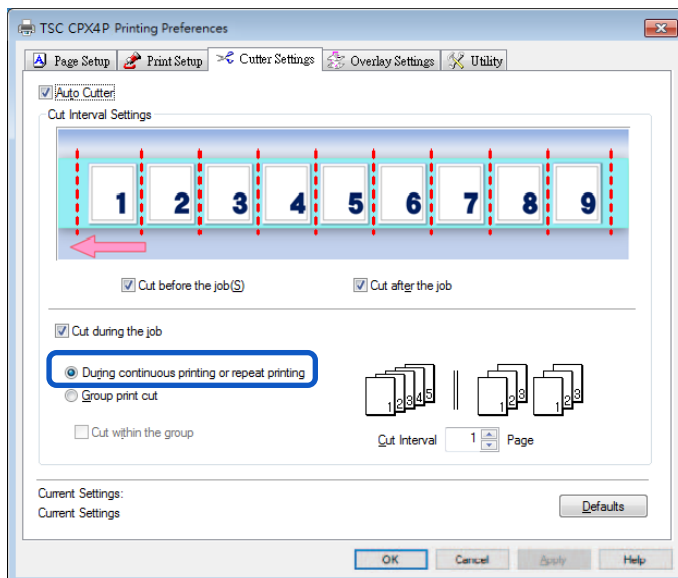 TSC CPX4P Printing Preferences
Page Setup Print Setup Cutter Settings Overlay Settings Utility
Auto Cutter
Cut Interval Settings
1 2 3 4 5 6 7 8 9
Cut before the job(S) Cut after the job
Cut during the job
During continuous printing or repeat printing
Group print cut
1 2 3 4 5 1 2 3 1 2 3
Cut within the group
Cut Interval 1 Page
Current Settings:
Current Settings
Defaults
OK Cancel Apply Help